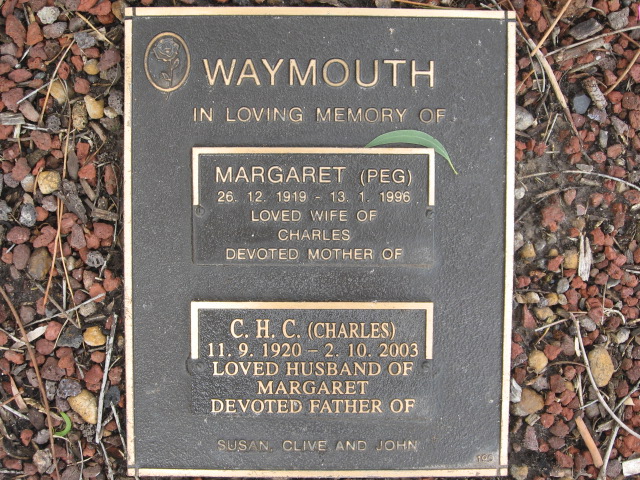 WAYMOUTH
IN LOVING MEMORY OF
MARGARET (PEG)
26. 12. 1919 - 13. 1. 1996
LOVED WIFE OF
CHARLES
DEVOTED MOTHER OF
C. H. C. (CHARLES)
11. 9. 1920 – 2. 10. 2003
LOVED HUSBAND OF
MARGARET
DEVOTED FATHER OF
SUSAN, CLIVE AND JOHN